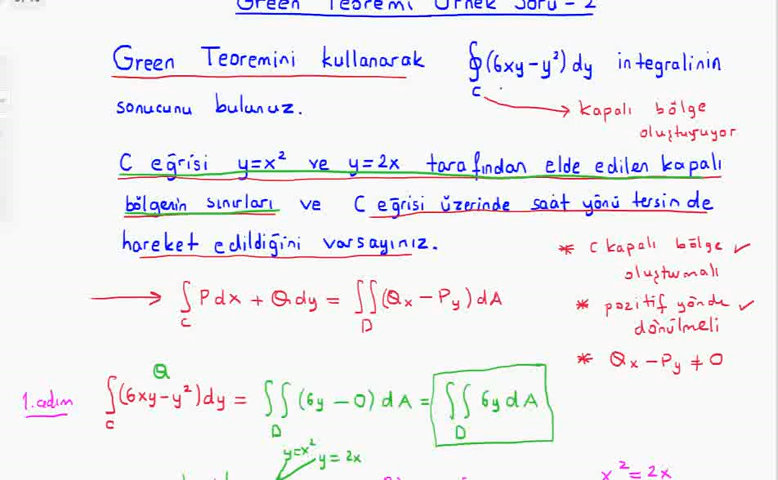 Green Teoremi Örnek Soru - 2
Green Teoremini kullanarak ∮(6xy-y²)dy integralinin
C
sonucunu bulunuz.
Kapalı bölge
oluşturuyor
C eğrisi y=x² ve y=2x tarafından elde edilen kapalı
bölgenin sınırları ve C eğrisi üzerinde saat yönü tersinde
hareket edildiğini varsayınız.
* C kapalı bölge ✓
oluşturmalı
* pozitif yönde ✓
dönülmeli
* Qx - Py ≠ 0
→ ∫ Pdx + Qdy = ∬(Qx - Py)dA
C D
Q
1.adım ∫(6xy-y²)dy = ∬(6y-0)dA = ∬ 6y dA
C D D
y=x² y=2x
x²=2x